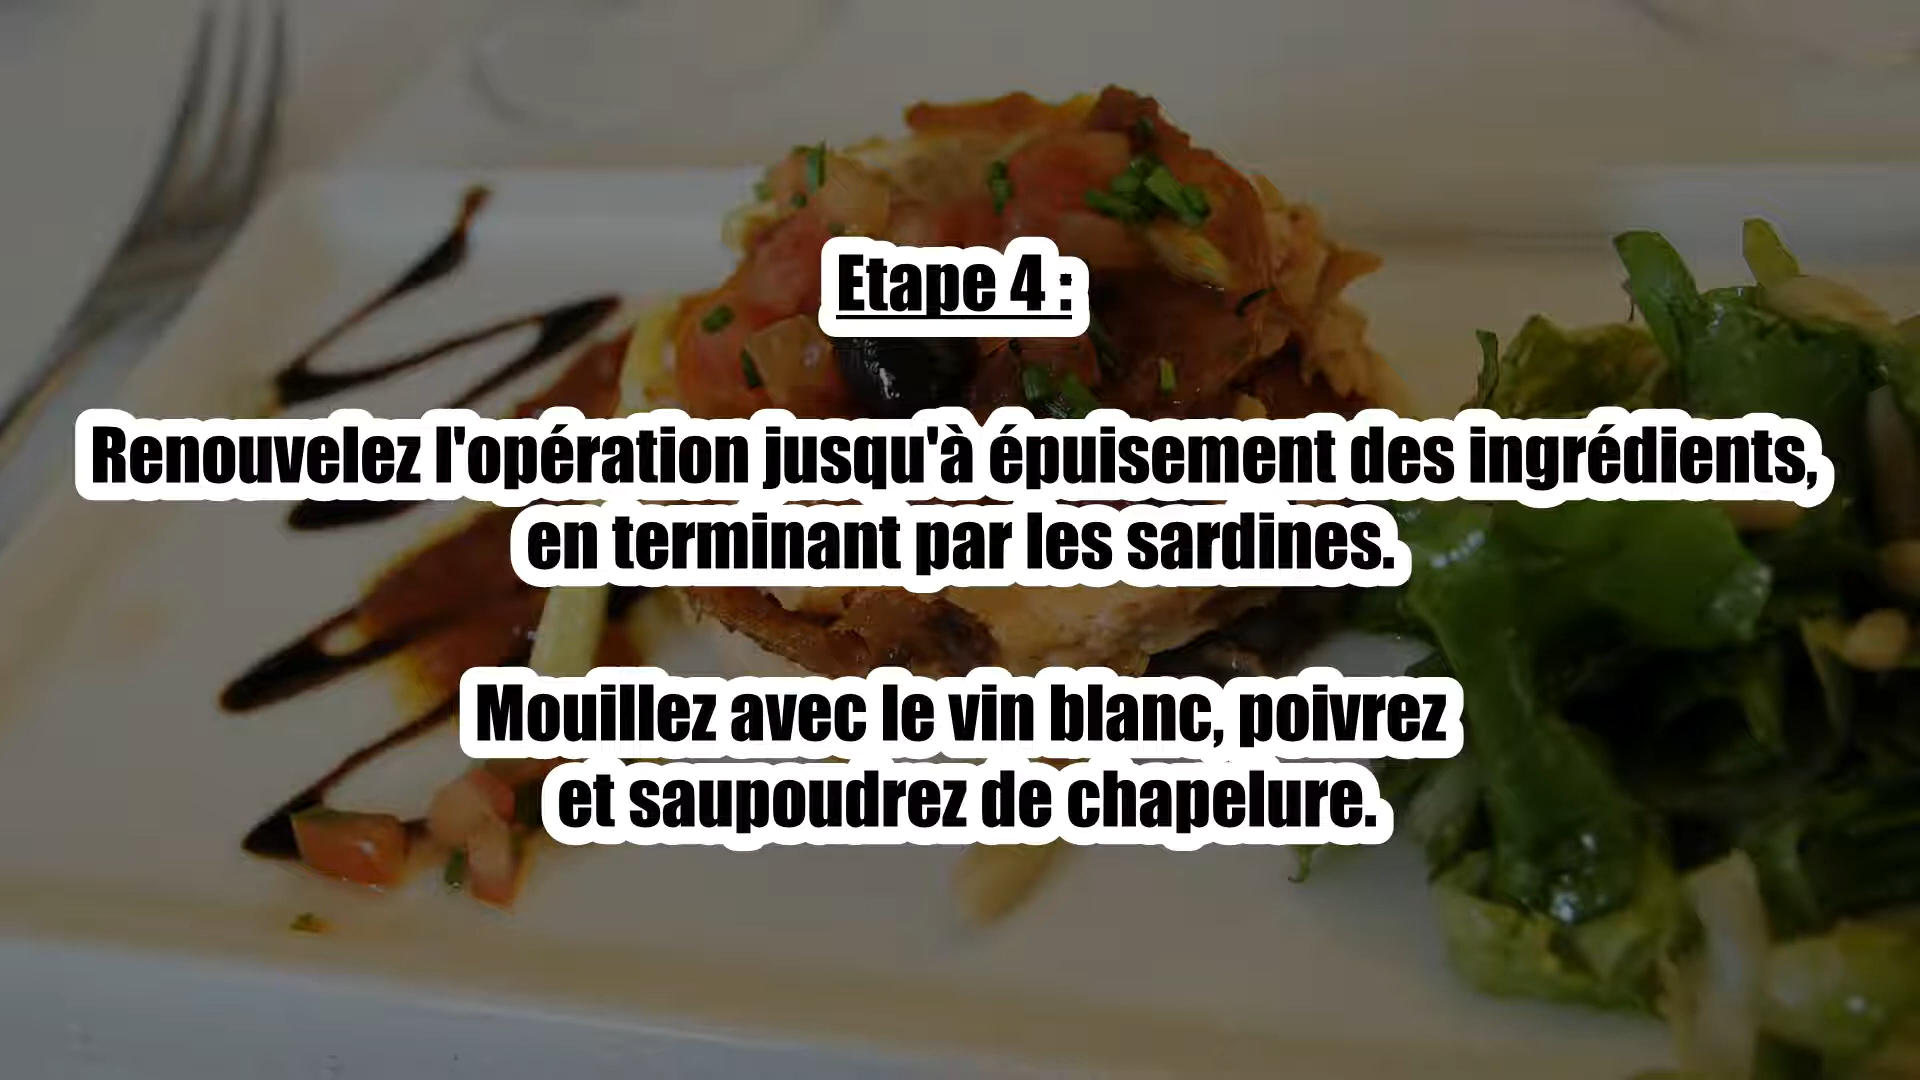 Etape 4 :
Renouvelez l'opération jusqu'à épuisement des ingrédients,
en terminant par les sardines.
Mouillez avec le vin blanc, poivrez
et saupoudrez de chapelure.